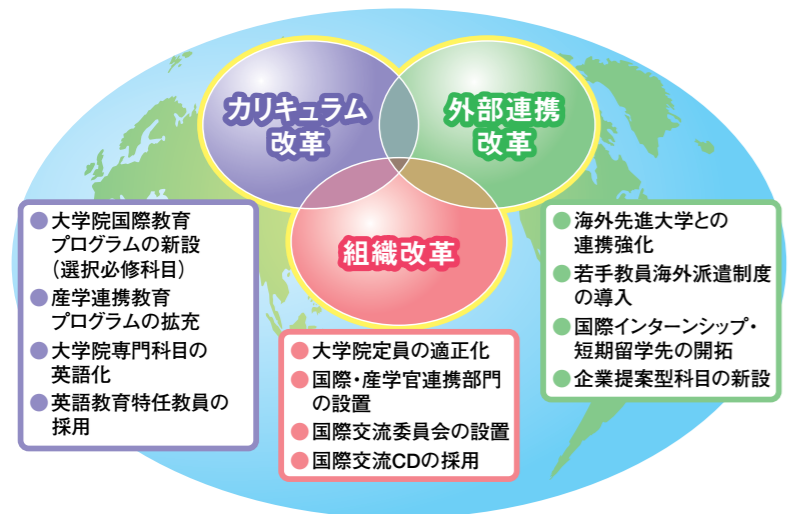 カリキュラム
改革
外部連携
改革
組織改革
●大学院国際教育
プログラムの新設
(選択必修科目)
●産学連携教育
プログラムの拡充
●大学院専門科目の
英語化
●英語教育特任教員の
採用
●大学院定員の適正化
●国際・産学官連携部門
の設置
●国際交流委員会の設置
●国際交流CDの採用
●海外先進大学との
連携強化
●若手教員海外派遣制度
の導入
●国際インターンシップ・
短期留学先の開拓
●企業提案型科目の新設